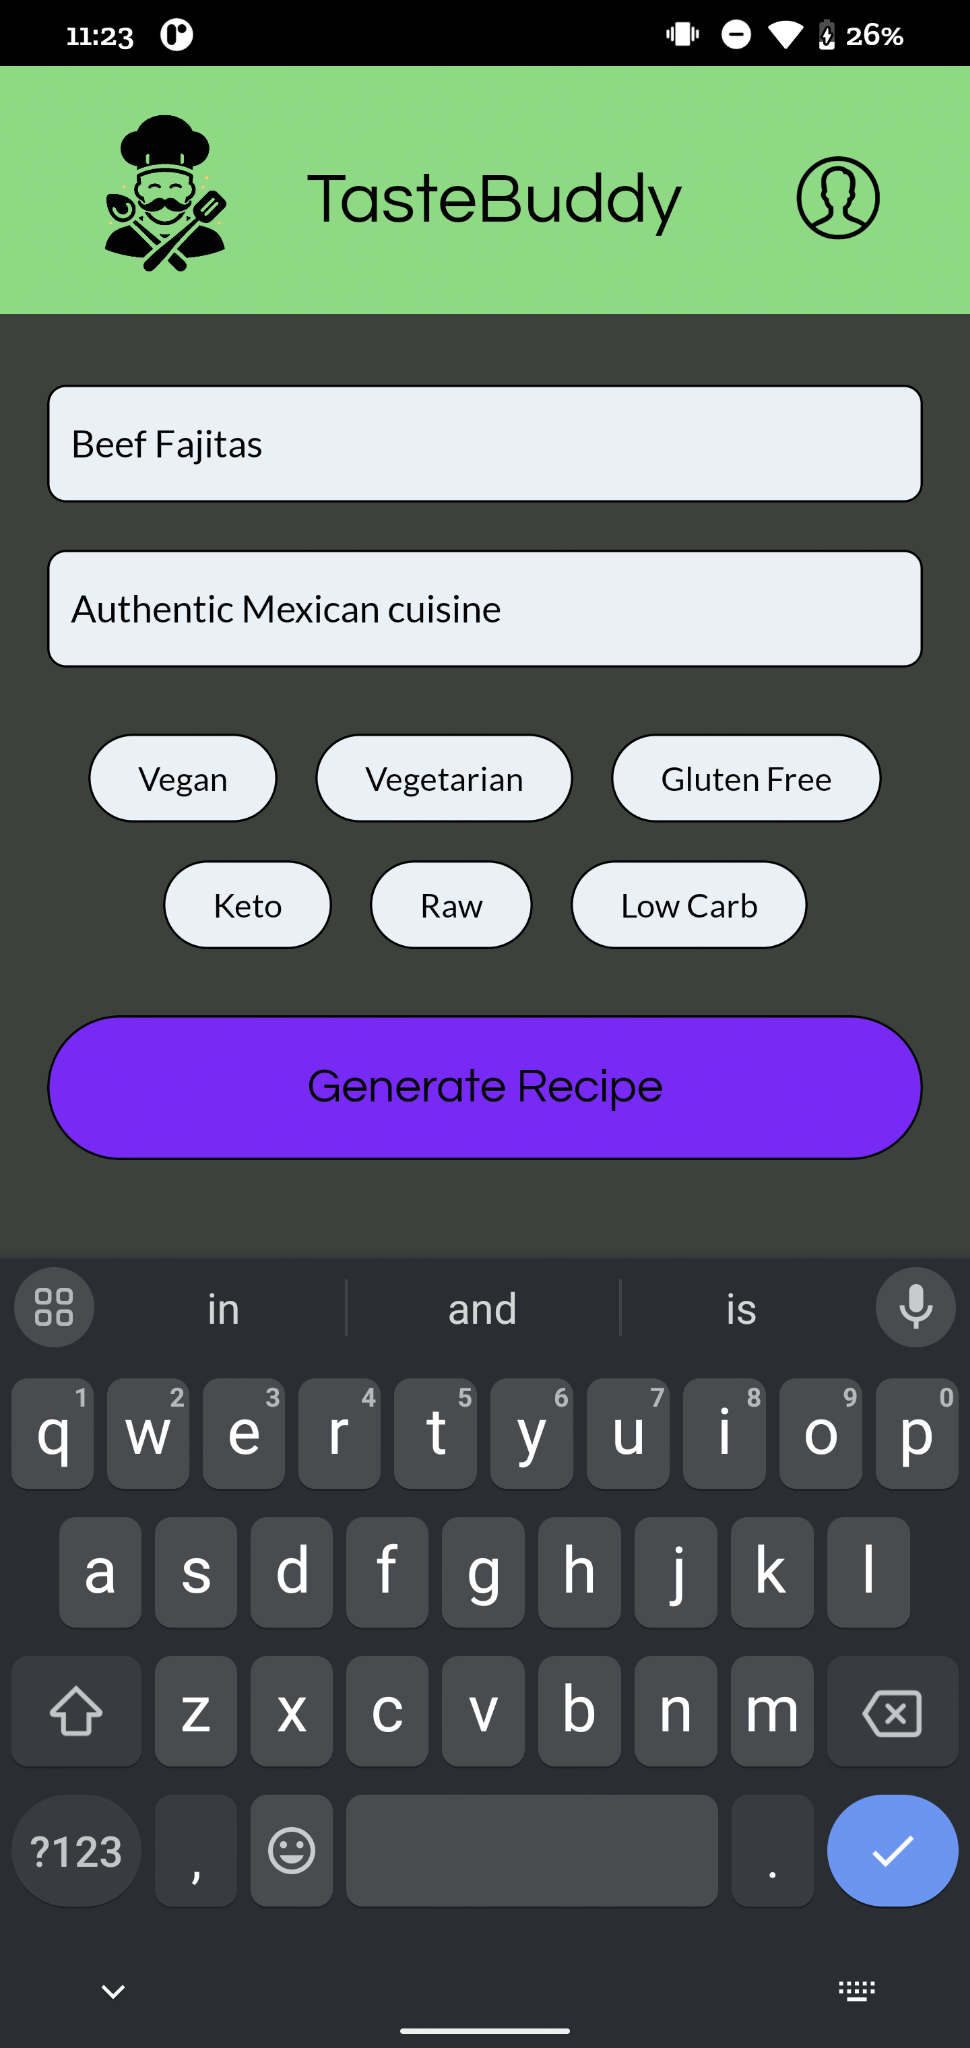 11:23 26%
TasteBuddy
Beef Fajitas
Authentic Mexican cuisine
Vegan Vegetarian Gluten Free
Keto Raw Low Carb
Generate Recipe
in and is
1 2 3 4 5 6 7 8 9 0
q w e r t y u i o p
a s d f g h j k l
z x c v b n m
?123 , .